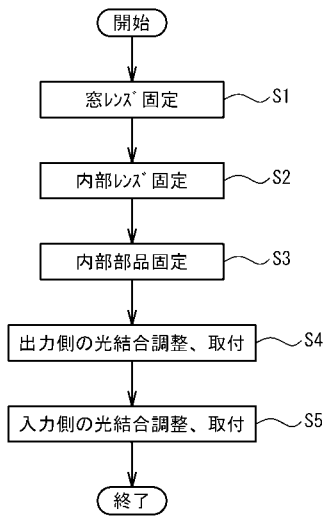 開始
窓ﾚﾝｽﾞ固定 S1
内部ﾚﾝｽﾞ固定 S2
内部部品固定 S3
出力側の光結合調整、取付 S4
入力側の光結合調整、取付 S5
終了